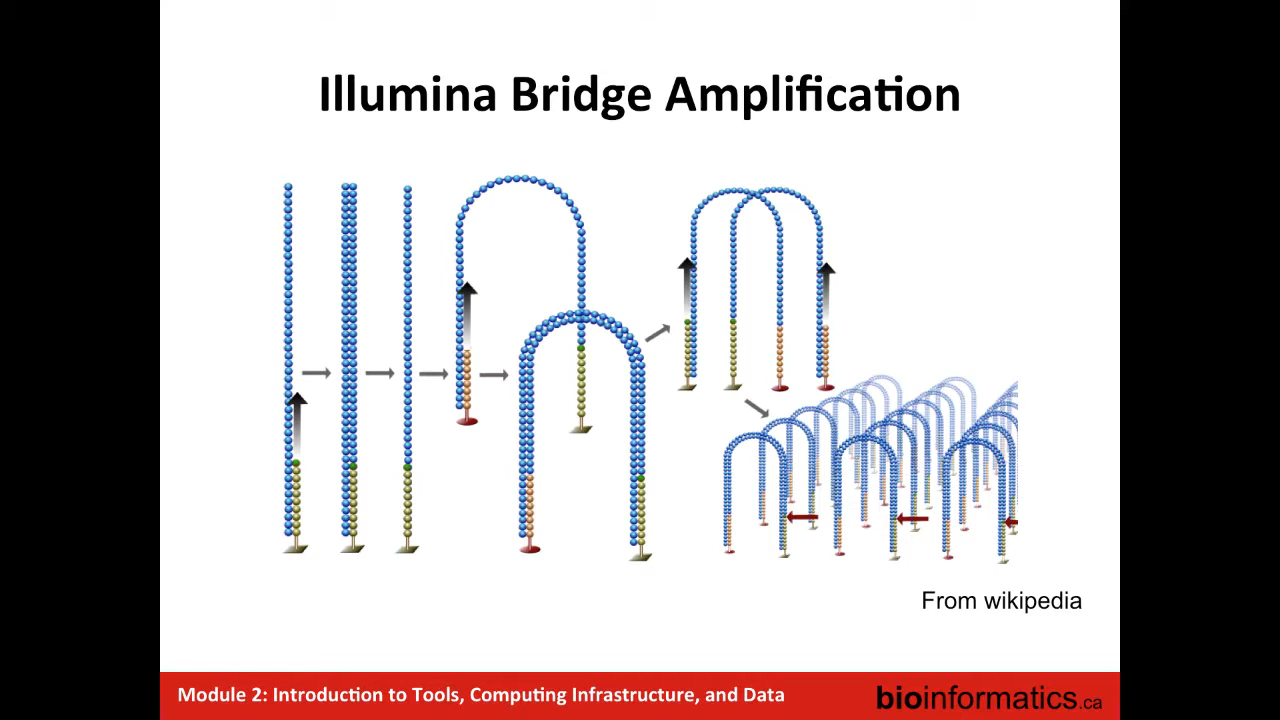 Illumina Bridge Amplification
From wikipedia
Module 2: Introduction to Tools, Computing Infrastructure, and Data
bioinformatics.ca